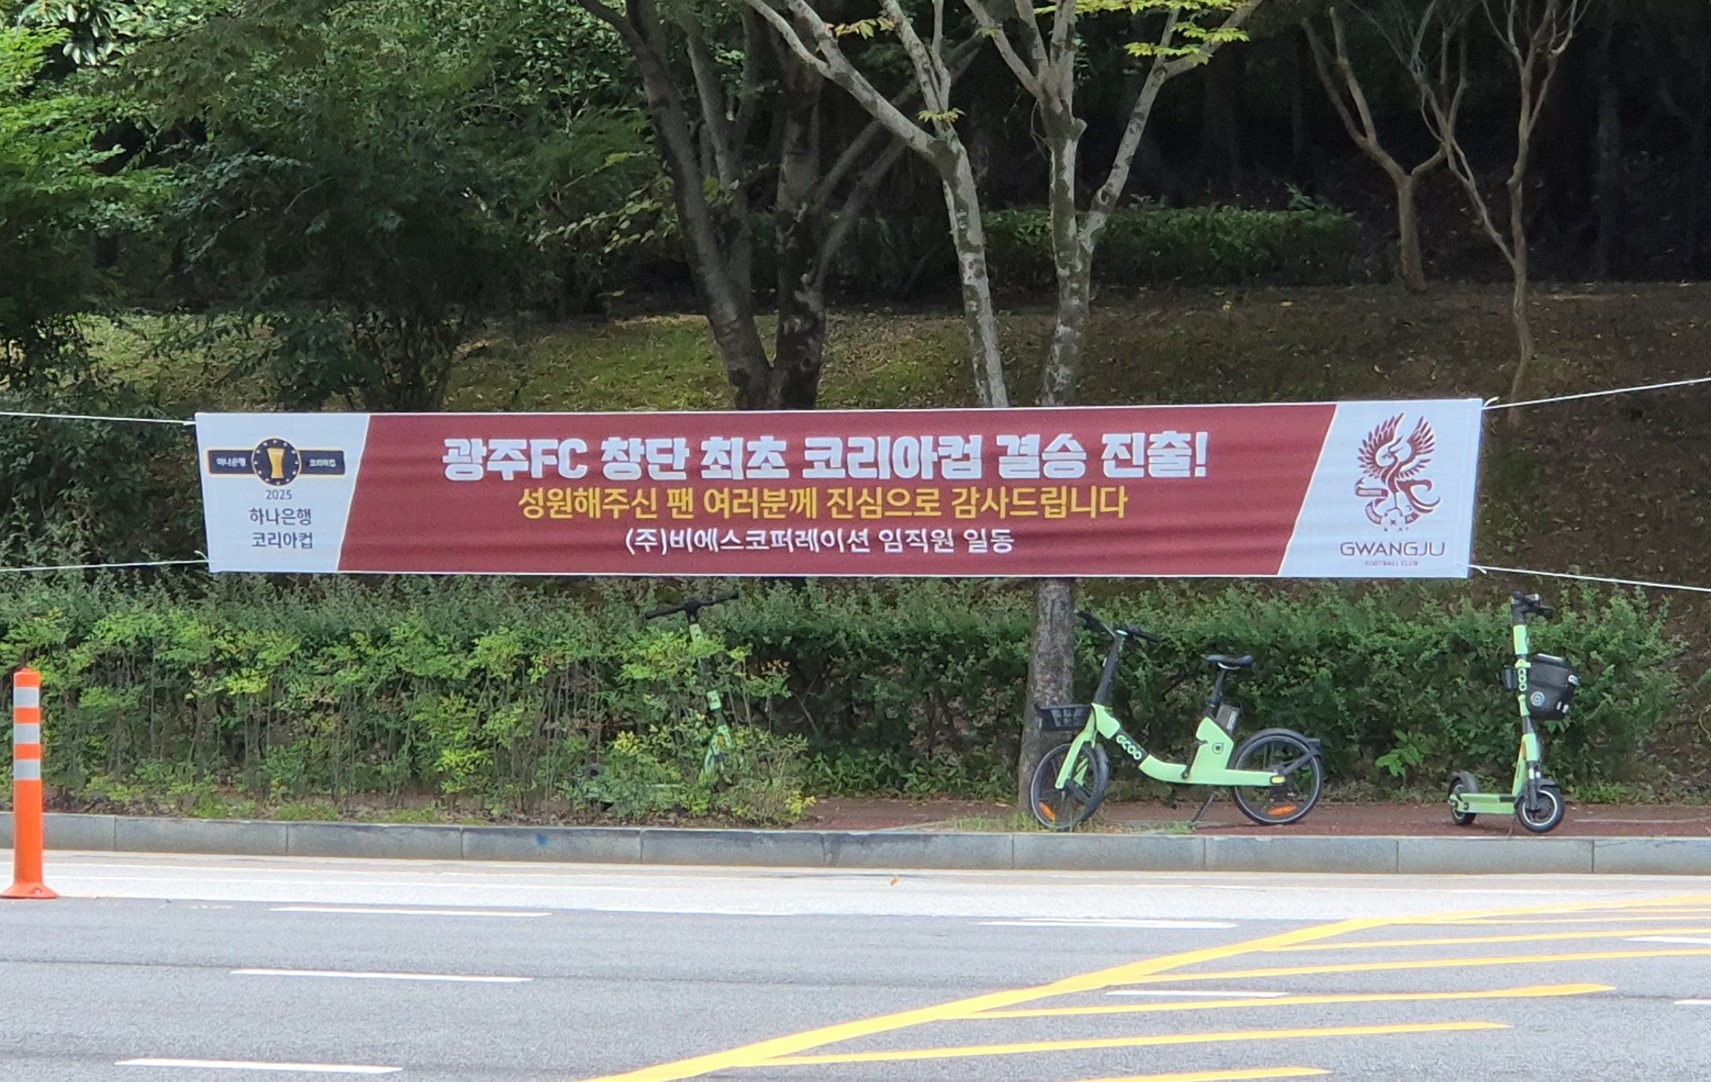 하나은행 코리아컵
2025
하나은행
코리아컵
광주FC 창단 최초 코리아컵 결승 진출!
성원해주신 팬 여러분께 진심으로 감사드립니다
(주)비에스코퍼레이션 임직원 일동
GWANGJU
FOOTBALL CLUB
GCOO